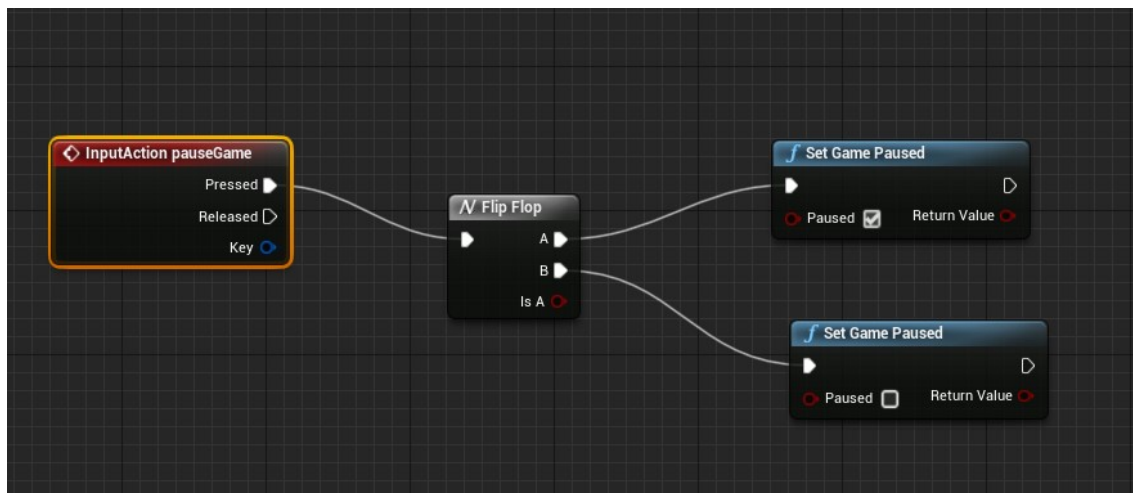 InputAction pauseGame
Pressed
Released
Key
Flip Flop
A
B
Is A
Set Game Paused
Paused Return Value
Set Game Paused
Paused Return Value